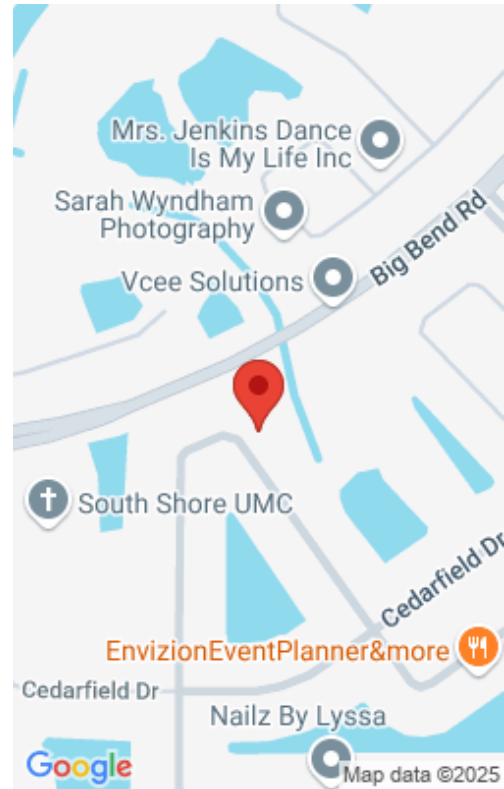 Mrs. Jenkins Dance
Is My Life Inc
Sarah Wyndham
Photography
Big Bend Rd
Vcee Solutions
South Shore UMC
Cedarfield Dr
EnvizionEventPlanner&more
Cedarfield Dr
Nailz By Lyssa
Google
Map data ©2025